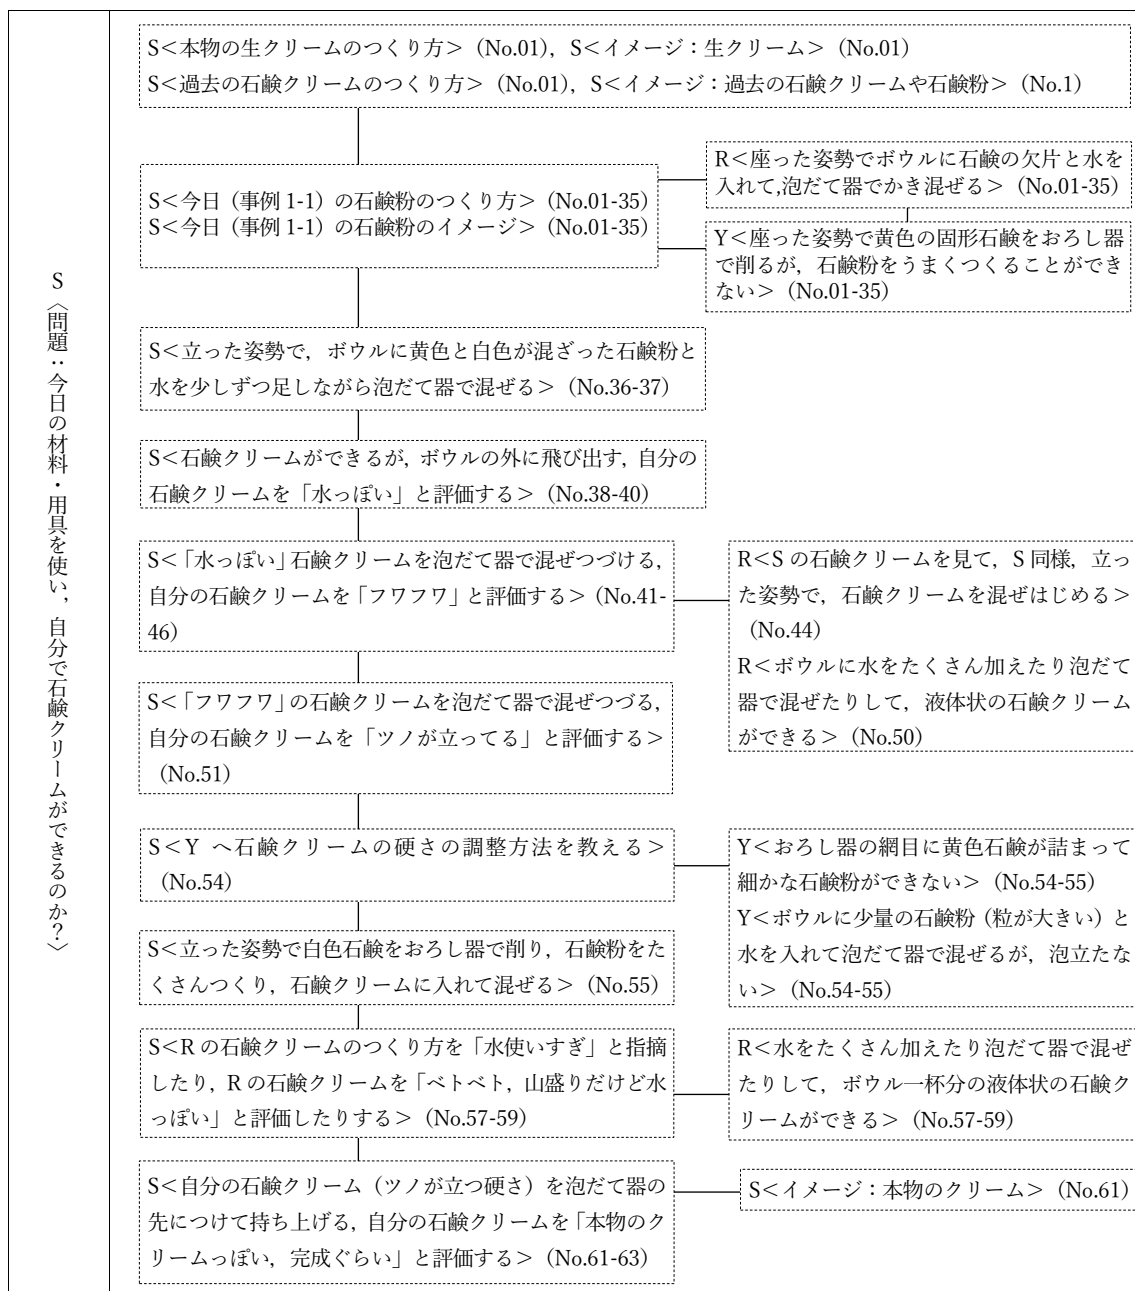 S〈問題：今日の材料・用具を使い，自分で石鹸クリームができるのか？〉
S＜本物の生クリームのつくり方＞（No.01），S＜イメージ：生クリーム＞（No.01）
S＜過去の石鹸クリームのつくり方＞（No.01），S＜イメージ：過去の石鹸クリームや石鹸粉＞（No.1）
S＜今日（事例 1-1）の石鹸粉のつくり方＞（No.01-35）
S＜今日（事例 1-1）の石鹸粉のイメージ＞（No.01-35）
R＜座った姿勢でボウルに石鹸の欠片と水を
入れて,泡だて器でかき混ぜる＞（No.01-35）
Y＜座った姿勢で黄色の固形石鹸をおろし器
で削るが，石鹸粉をうまくつくることができ
ない＞（No.01-35）
S＜立った姿勢で，ボウルに黄色と白色が混ざった石鹸粉と
水を少しずつ足しながら泡だて器で混ぜる＞（No.36-37）
S＜石鹸クリームができるが，ボウルの外に飛び出す，自分の
石鹸クリームを「水っぽい」と評価する＞（No.38-40）
S＜「水っぽい」石鹸クリームを泡だて器で混ぜつづける，
自分の石鹸クリームを「フワフワ」と評価する＞（No.41-
46）
R＜S の石鹸クリームを見て，S 同様，立っ
た姿勢で，石鹸クリームを混ぜはじめる＞
（No.44）
R＜ボウルに水をたくさん加えたり泡だて
器で混ぜたりして，液体状の石鹸クリーム
ができる＞（No.50）
S＜「フワフワ」の石鹸クリームを泡だて器で混ぜつづる，
自分の石鹸クリームを「ツノが立ってる」と評価する＞
（No.51）
S＜Y へ石鹸クリームの硬さの調整方法を教える＞
（No.54）
Y＜おろし器の網目に黄色石鹸が詰まって
細かな石鹸粉ができない＞（No.54-55）
Y＜ボウルに少量の石鹸粉（粒が大きい）と
水を入れて泡だて器で混ぜるが，泡立たな
い＞（No.54-55）
S＜立った姿勢で白色石鹸をおろし器で削り，石鹸粉をた
くさんつくり，石鹸クリームに入れて混ぜる＞（No.55）
S＜R の石鹸クリームのつくり方を「水使いすぎ」と指摘
したり，R の石鹸クリームを「ベトベト，山盛りだけど水
っぽい」と評価したりする＞（No.57-59）
R＜水をたくさん加えたり泡だて器で混ぜ
たりして，ボウル一杯分の液体状の石鹸ク
リームができる＞（No.57-59）
S＜自分の石鹸クリーム（ツノが立つ硬さ）を泡だて器の
先につけて持ち上げる，自分の石鹸クリームを「本物のク
リームっぽい，完成ぐらい」と評価する＞（No.61-63）
S＜イメージ：本物のクリーム＞（No.61）